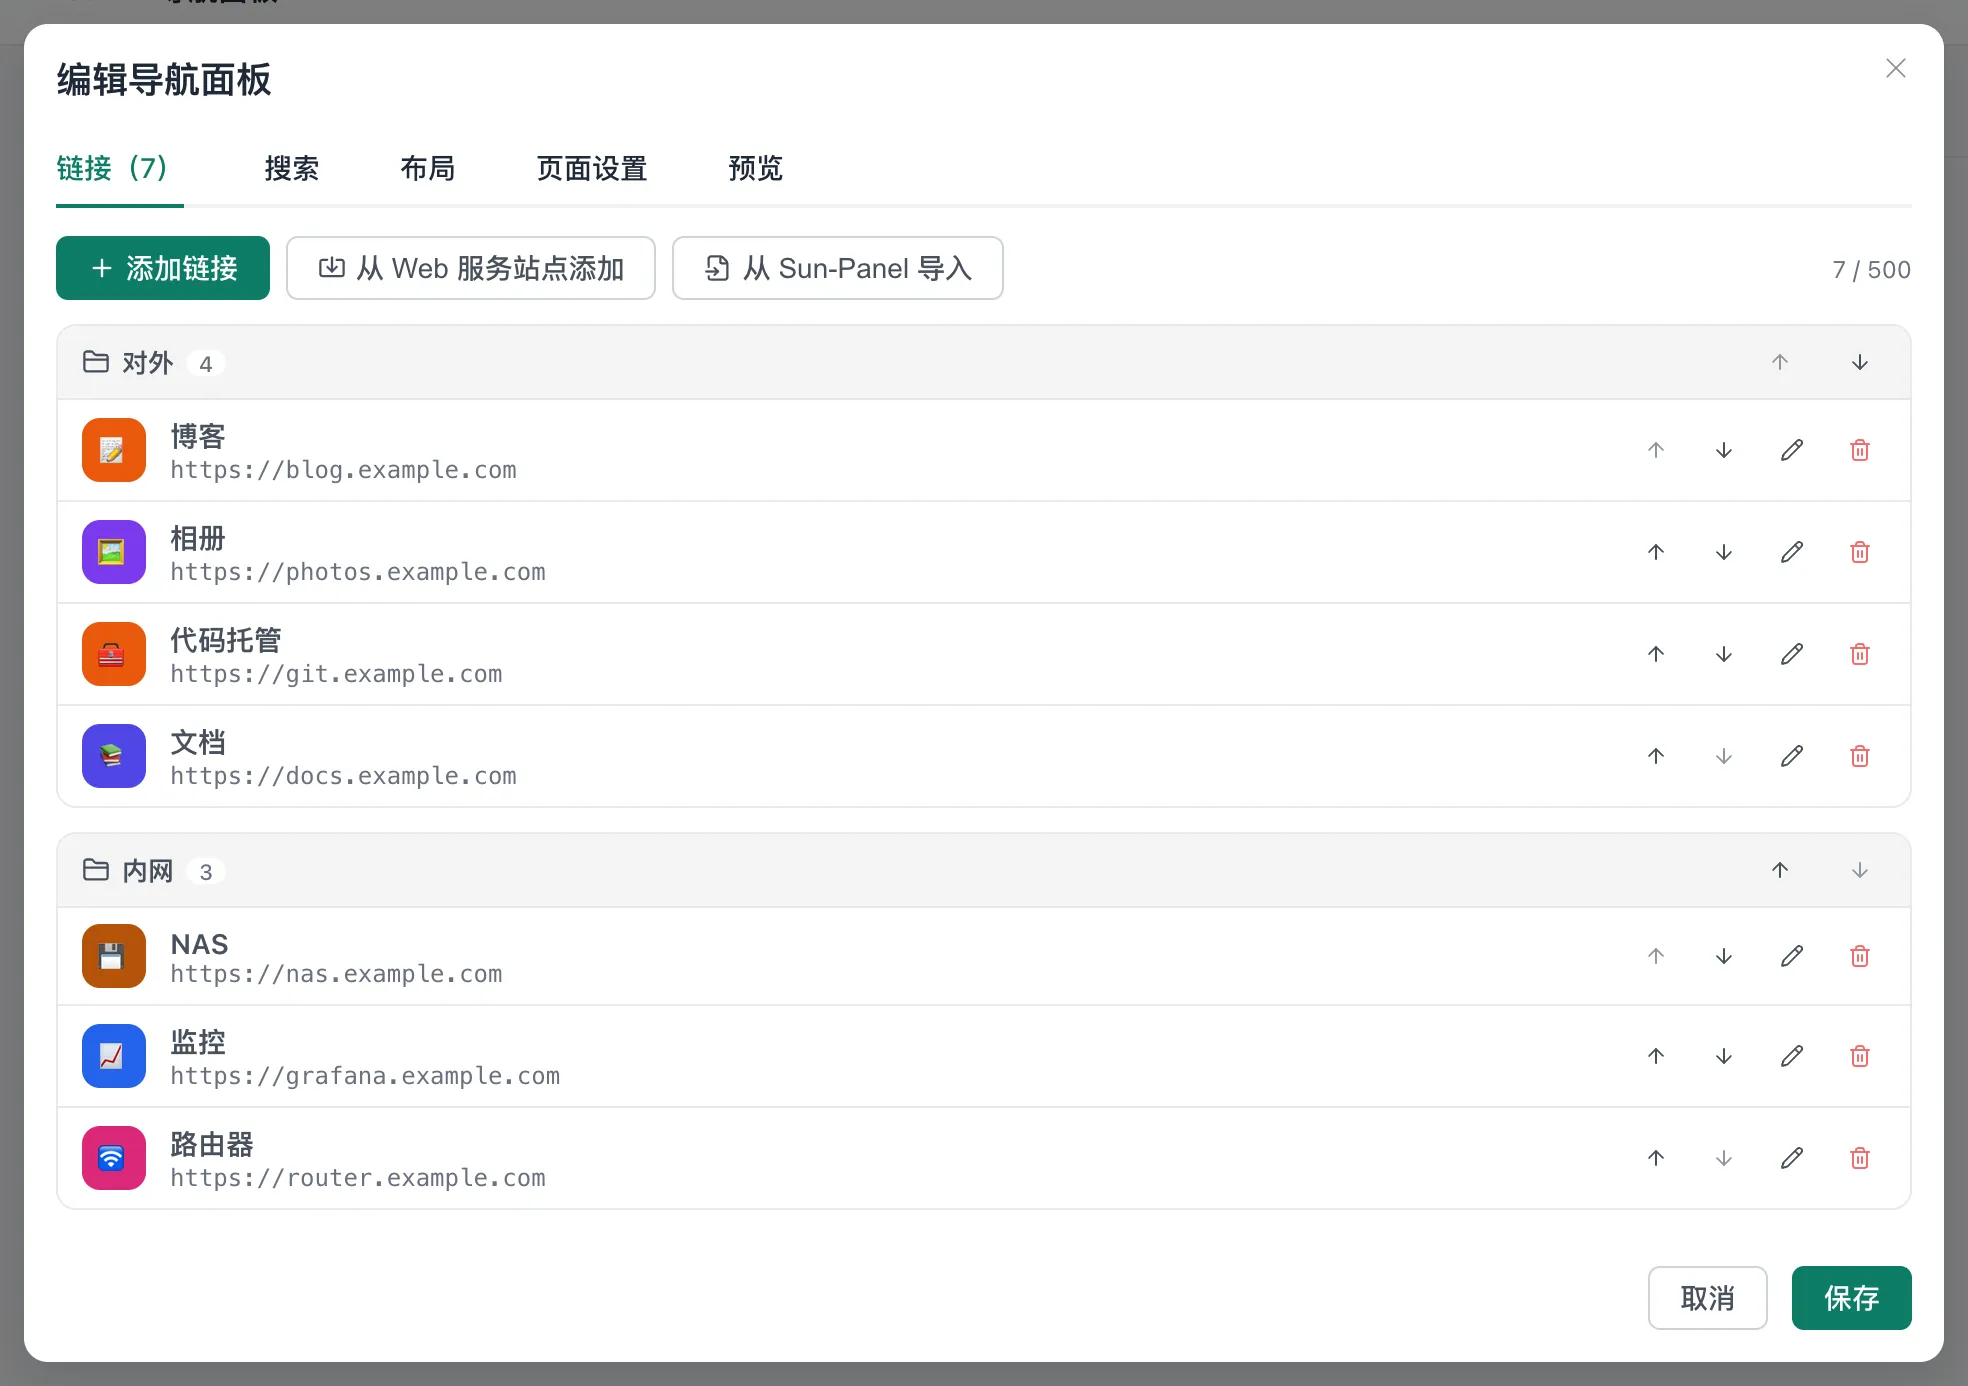 编辑导航面板
链接 (7)
搜索
布局
页面设置
预览
+ 添加链接
从 Web 服务站点添加
从 Sun-Panel 导入
7 / 500
对外 4
博客
https://blog.example.com
相册
https://photos.example.com
代码托管
https://git.example.com
文档
https://docs.example.com
内网 3
NAS
https://nas.example.com
监控
https://grafana.example.com
路由器
https://router.example.com
取消
保存